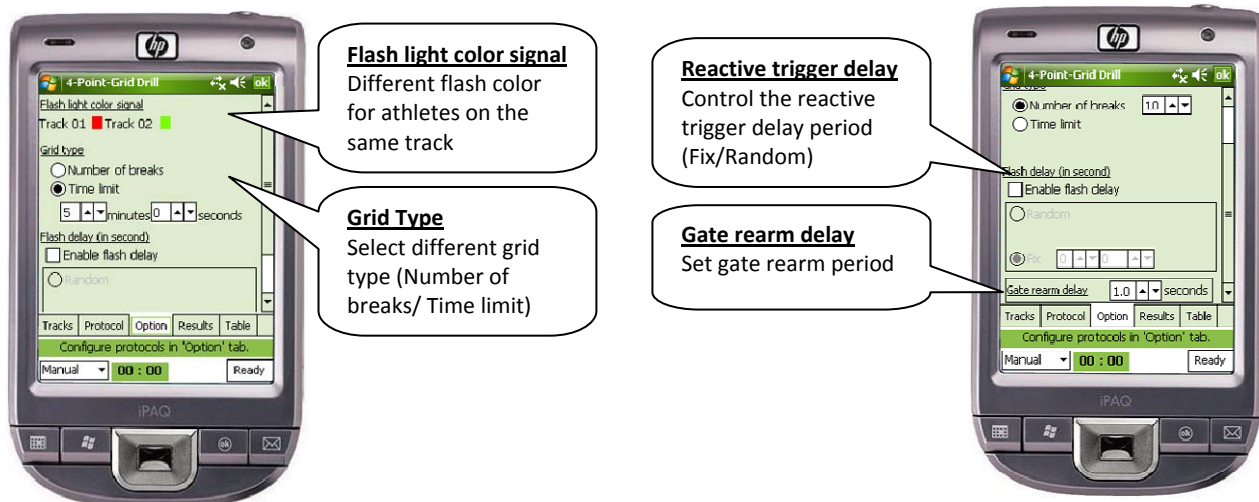 hp
4-Point-Grid Drill
ok
Flash light color signal
Track 01 Track 02
Grid type
Number of breaks
Time limit
5 minutes 0 seconds
Flash delay (in second)
Enable flash delay
Random
Tracks Protocol Option Results Table
Configure protocols in 'Option' tab.
Manual 00 : 00 Ready
iPAQ
ok
Flash light color signal
Different flash color
for athletes on the
same track
Grid Type
Select different grid
type (Number of
breaks/ Time limit)
Reactive trigger delay
Control the reactive
trigger delay period
(Fix/Random)
Gate rearm delay
Set gate rearm period
hp
4-Point-Grid Drill
ok
Grid type
Number of breaks 10
Time limit
Flash delay (in second)
Enable flash delay
Random
Fix 0 0
Gate rearm delay 1.0 seconds
Tracks Protocol Option Results Table
Configure protocols in 'Option' tab.
Manual 00 : 00 Ready
iPAQ
ok